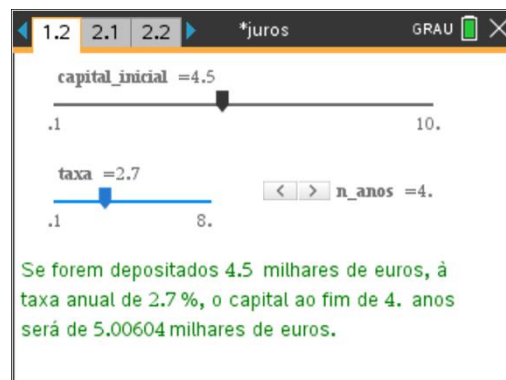 1.2 2.1 2.2 *juros GRAU
capital_inicial =4.5
.1 10.
taxa =2.7
< > n_anos =4.
.1 8.
Se forem depositados 4.5 milhares de euros, à
taxa anual de 2.7 %, o capital ao fim de 4. anos
será de 5.00604 milhares de euros.